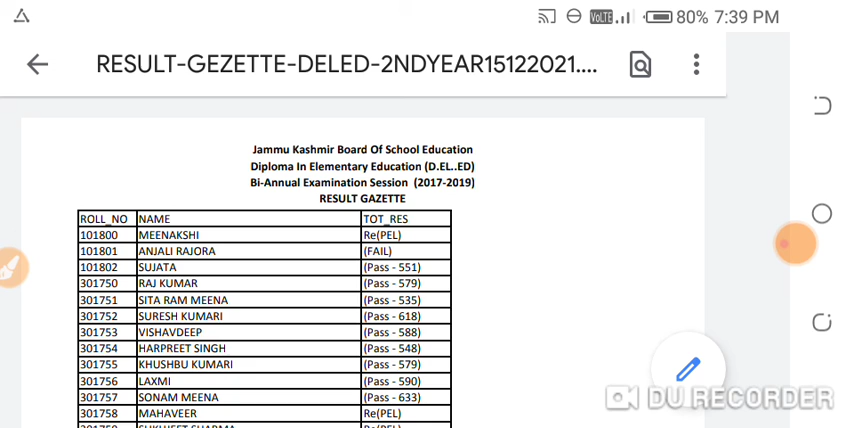 VoLTE 80% 7:39 PM
RESULT-GEZETTE-DELED-2NDYEAR15122021....
Jammu Kashmir Board Of School Education
Diploma In Elementary Education (D.EL..ED)
Bi-Annual Examination Session (2017-2019)
RESULT GAZETTE
ROLL_NO NAME TOT_RES
101800 MEENAKSHI Re(PEL)
101801 ANJALI RAJORA (FAIL)
101802 SUJATA (Pass - 551)
301750 RAJ KUMAR (Pass - 579)
301751 SITA RAM MEENA (Pass - 535)
301752 SURESH KUMARI (Pass - 618)
301753 VISHAVDEEP (Pass - 588)
301754 HARPREET SINGH (Pass - 548)
301755 KHUSHBU KUMARI (Pass - 579)
301756 LAXMI (Pass - 590)
301757 SONAM MEENA (Pass - 633)
301758 MAHAVEER Re(PEL)
DU RECORDER